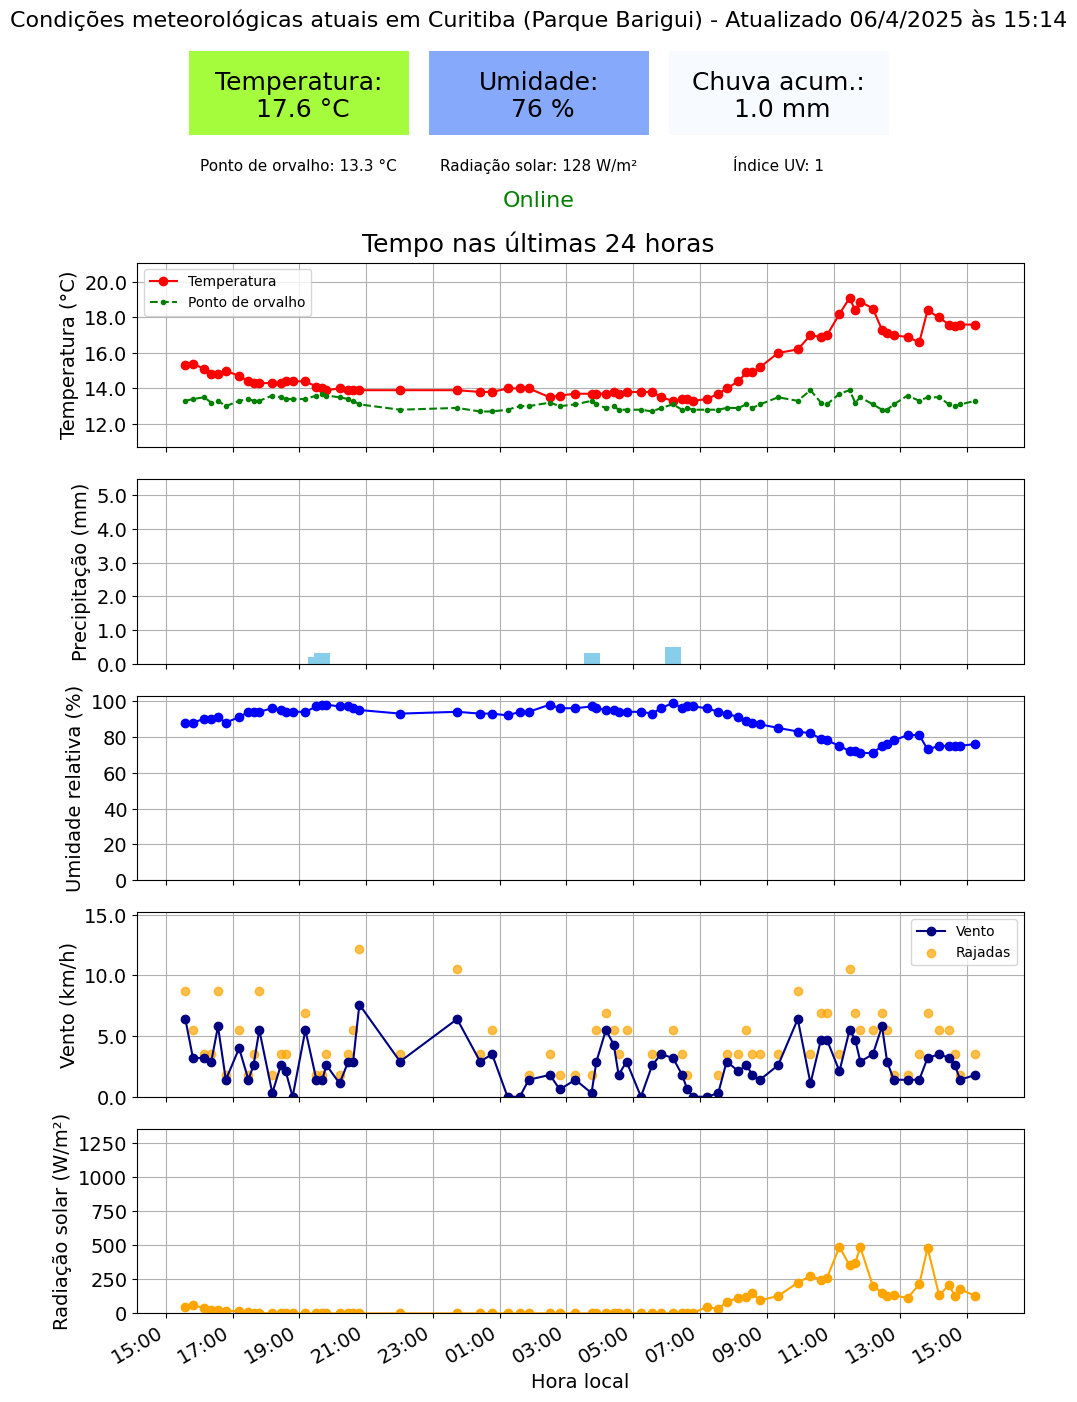 Condições meteorológicas atuais em Curitiba (Parque Barigui) - Atualizado 06/4/2025 às 15:14
Temperatura:
17.6 °C
Umidade:
76 %
Chuva acum.:
1.0 mm
Ponto de orvalho: 13.3 °C
Radiação solar: 128 W/m²
Índice UV: 1
Online
Tempo nas últimas 24 horas
Temperatura (°C)
20.0
18.0
16.0
14.0
12.0
Temperatura
Ponto de orvalho
Precipitação (mm)
5.0
4.0
3.0
2.0
1.0
0.0
Umidade relativa (%)
100
80
60
40
20
0
Vento (km/h)
15.0
10.0
5.0
0.0
Vento
Rajadas
Radiação solar (W/m²)
1250
1000
750
500
250
0
15:00
17:00
19:00
21:00
23:00
01:00
03:00
05:00
07:00
09:00
11:00
13:00
15:00
Hora local